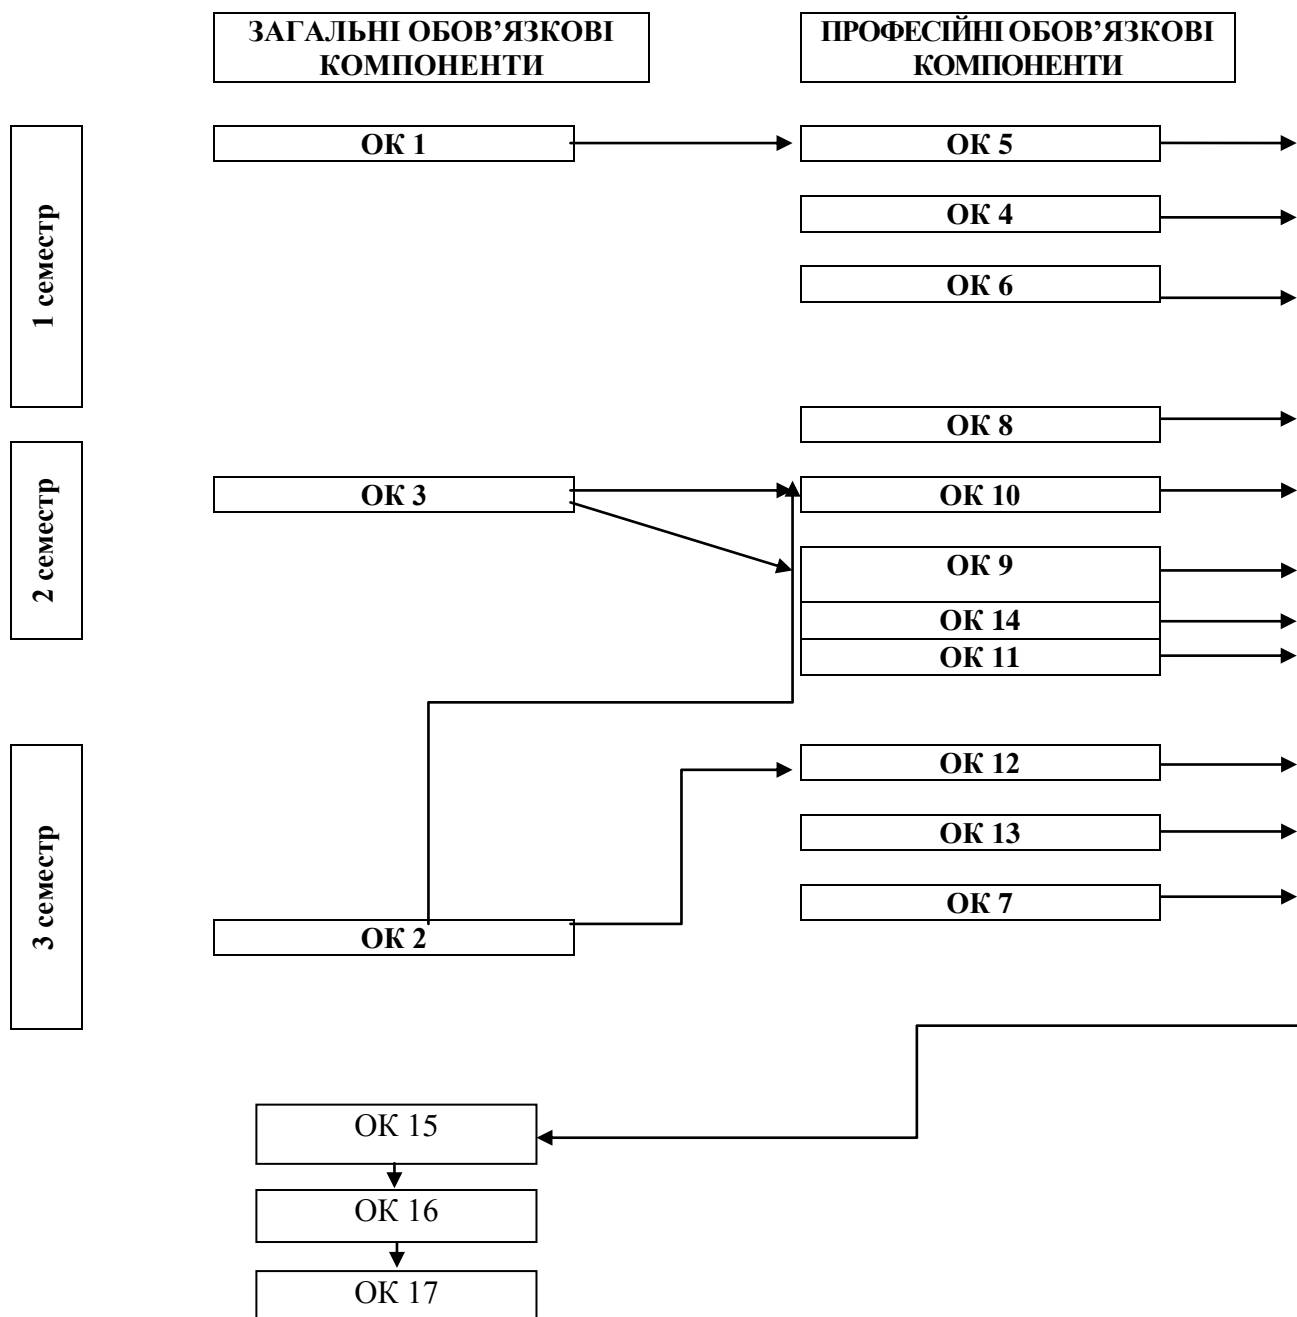 ЗАГАЛЬНІ ОБОВ’ЯЗКОВІ
КОМПОНЕНТИ
ПРОФЕСІЙНІ ОБОВ’ЯЗКОВІ
КОМПОНЕНТИ
1 семестр
ОК 1
ОК 5
ОК 4
ОК 6
ОК 8
2 семестр
ОК 3
ОК 10
ОК 9
ОК 14
ОК 11
3 семестр
ОК 12
ОК 13
ОК 7
ОК 2
ОК 15
ОК 16
ОК 17